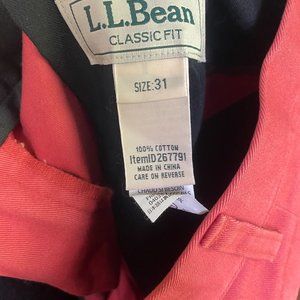 L.L.Bean
CLASSIC FIT
SIZE:31
100% COTTON
ItemID267791
MADE IN CHINA
CARE ON REVERSE